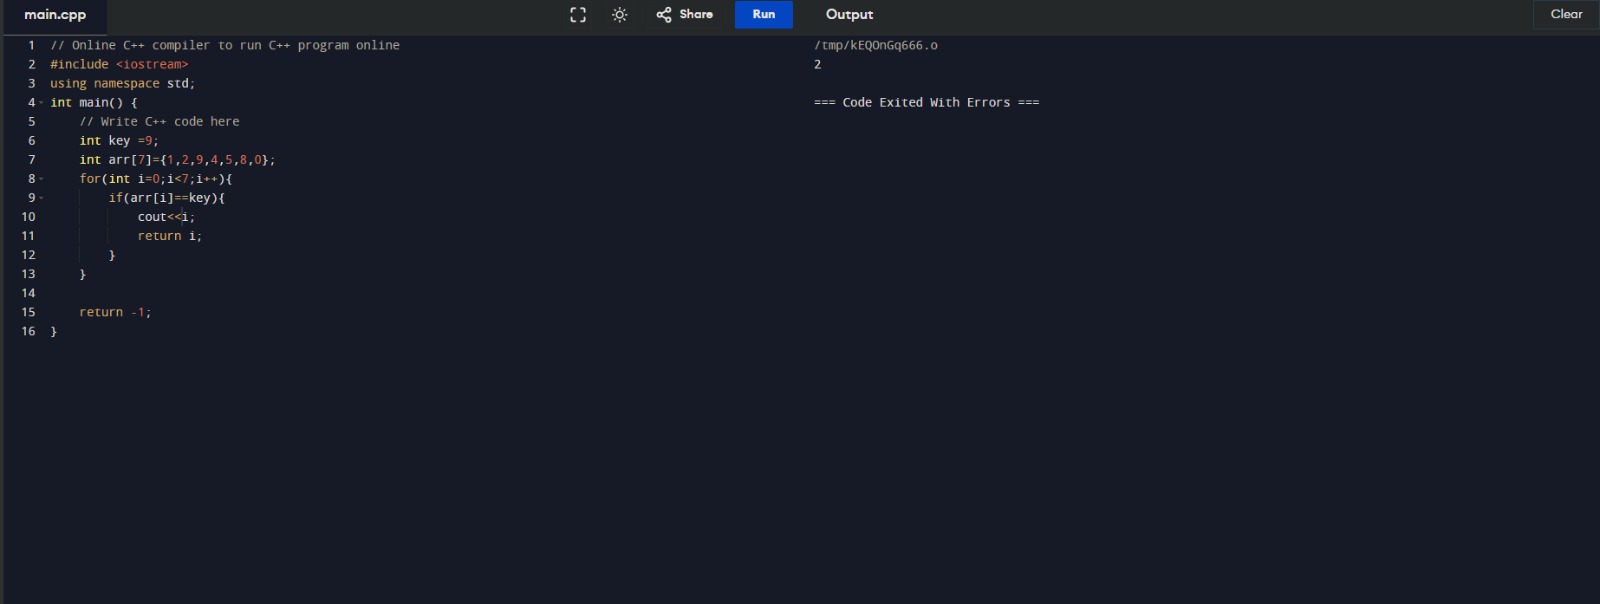 main.cpp Share Run Output Clear
1 // Online C++ compiler to run C++ program online
2 #include <iostream>
3 using namespace std;
4 int main() {
5     // Write C++ code here
6     int key =9;
7     int arr[7]={1,2,9,4,5,8,0};
8     for(int i=0;i<7;i++){
9         if(arr[i]==key){
10             cout<<i;
11             return i;
12         }
13     }
14
15     return -1;
16 }
/tmp/kEQOnGq666.o
2
=== Code Exited With Errors ===